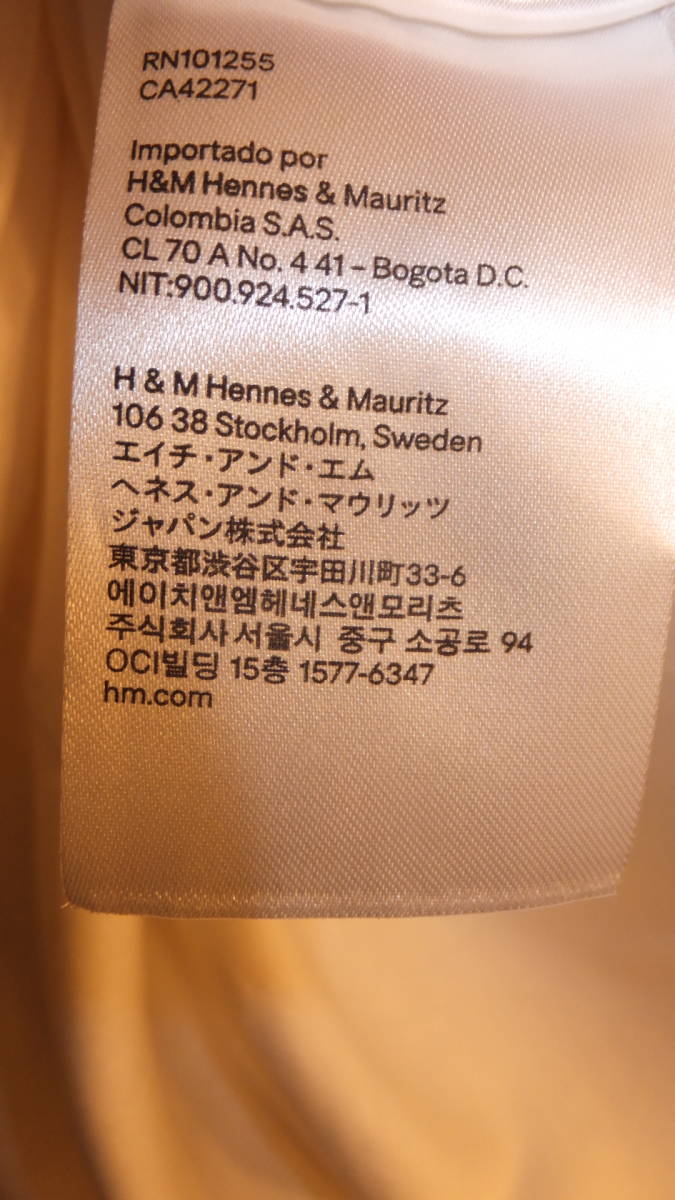 RN101255
CA42271
Importado por
H&M Hennes & Mauritz
Colombia S.A.S.
CL 70 A No. 4 41 – Bogota D.C.
NIT:900.924.527-1
H & M Hennes & Mauritz
106 38 Stockholm, Sweden
エイチ・アンド・エム
ヘネス・アンド・マウリッツ
ジャパン株式会社
東京都渋谷区宇田川町33-6
에이치앤엠헤네스앤모리츠
주식회사 서울시 중구 소공로 94
OCI빌딩 15층 1577-6347
hm.com